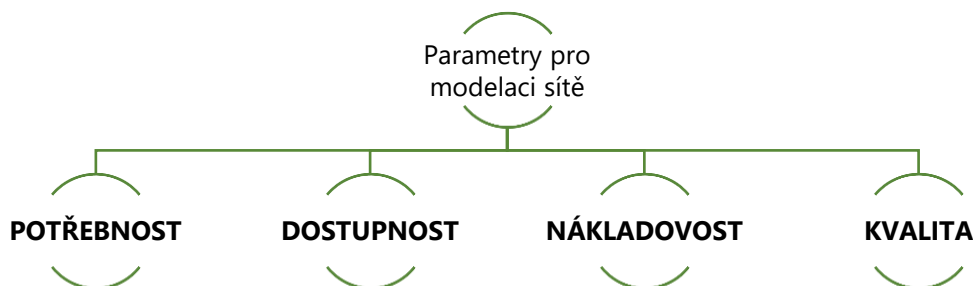 Parametry pro
modelaci sítě
POTŘEBNOST
DOSTUPNOST
NÁKLADOVOST
KVALITA